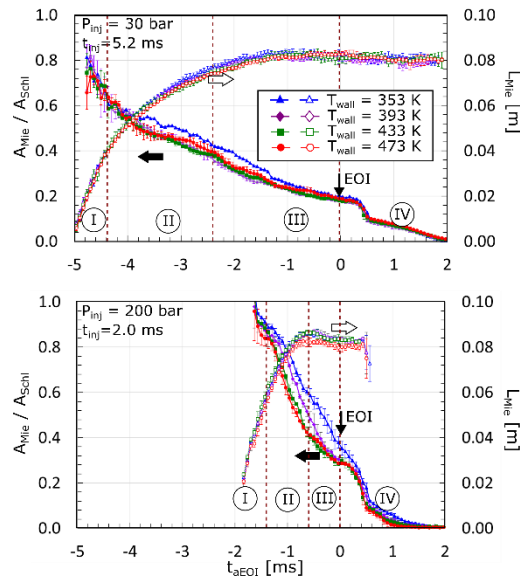 P_inj = 30 bar
t_inj=5.2 ms
A_Mie / A_Schl
L_Mie [m]
1.0
0.8
0.6
0.4
0.2
0.0
0.10
0.08
0.06
0.04
0.02
0.00
T_wall = 353 K
T_wall = 393 K
T_wall = 433 K
T_wall = 473 K
EOI
I
II
III
IV
-5 -4 -3 -2 -1 0 1 2
P_inj = 200 bar
t_inj=2.0 ms
A_Mie / A_Schl
L_Mie [m]
1.0
0.8
0.6
0.4
0.2
0.0
0.10
0.08
0.06
0.04
0.02
0.00
EOI
I
II
III
IV
-5 -4 -3 -2 -1 0 1 2
t_aEOI [ms]